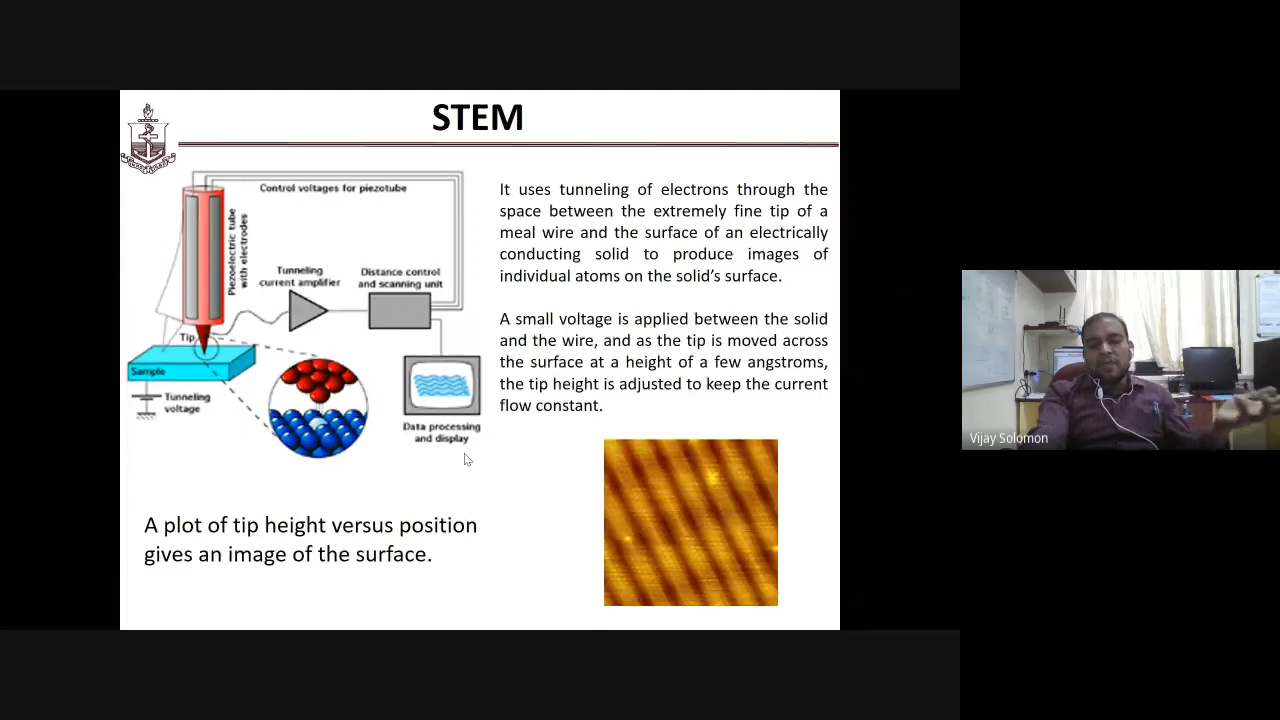 STEM
Control voltages for piezotube
Piezoelectric tube
with electrodes
Tunneling
current amplifier
Distance control
and scanning unit
Tip
Sample
Tunneling
voltage
Data processing
and display
It uses tunneling of electrons through the
space between the extremely fine tip of a
meal wire and the surface of an electrically
conducting solid to produce images of
individual atoms on the solid's surface.
A small voltage is applied between the solid
and the wire, and as the tip is moved across
the surface at a height of a few angstroms,
the tip height is adjusted to keep the current
flow constant.
A plot of tip height versus position
gives an image of the surface.
Vijay Solomon